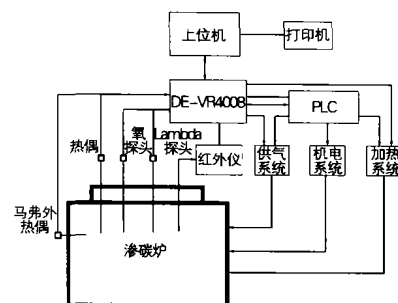 上位机
打印机
DE-VR4008
PLC
热偶
氧
探头
Lambda
探头
红外仪
供气
系统
机电
系统
加热
系统
马弗外
热偶
渗碳炉